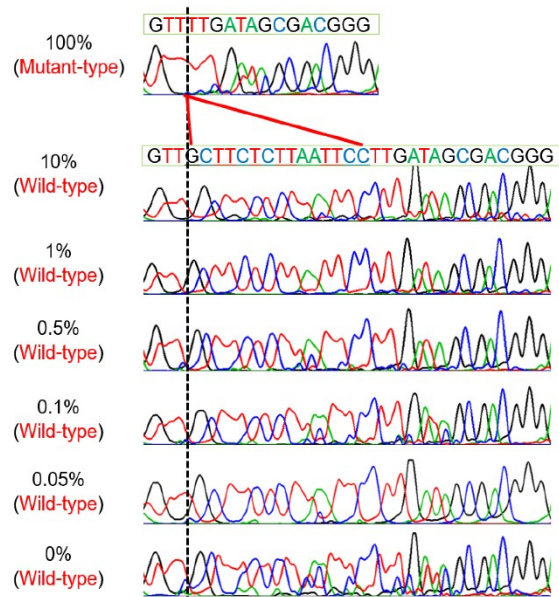 GTTTTGATAGCGACGGG
100%
(Mutant-type)
GTTGCTTCTCTTAATTCCTTGATAGCGACGGG
10%
(Wild-type)
1%
(Wild-type)
0.5%
(Wild-type)
0.1%
(Wild-type)
0.05%
(Wild-type)
0%
(Wild-type)